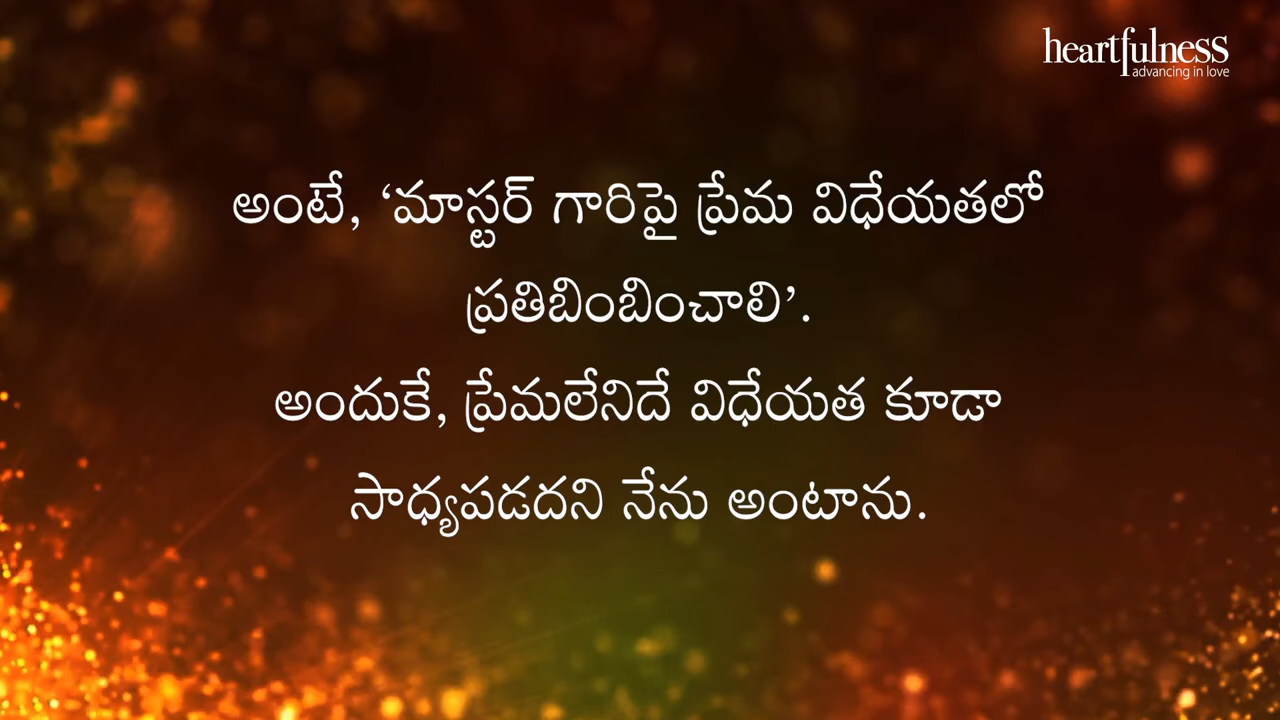 heartfulness
advancing in love
అంటే, ‘మాస్టర్ గారిపై ప్రేమ విధేయతలో
ప్రతిబింబించాలి’.
అందుకే, ప్రేమలేనిదే విధేయత కూడా
సాధ్యపడదని నేను అంటాను.